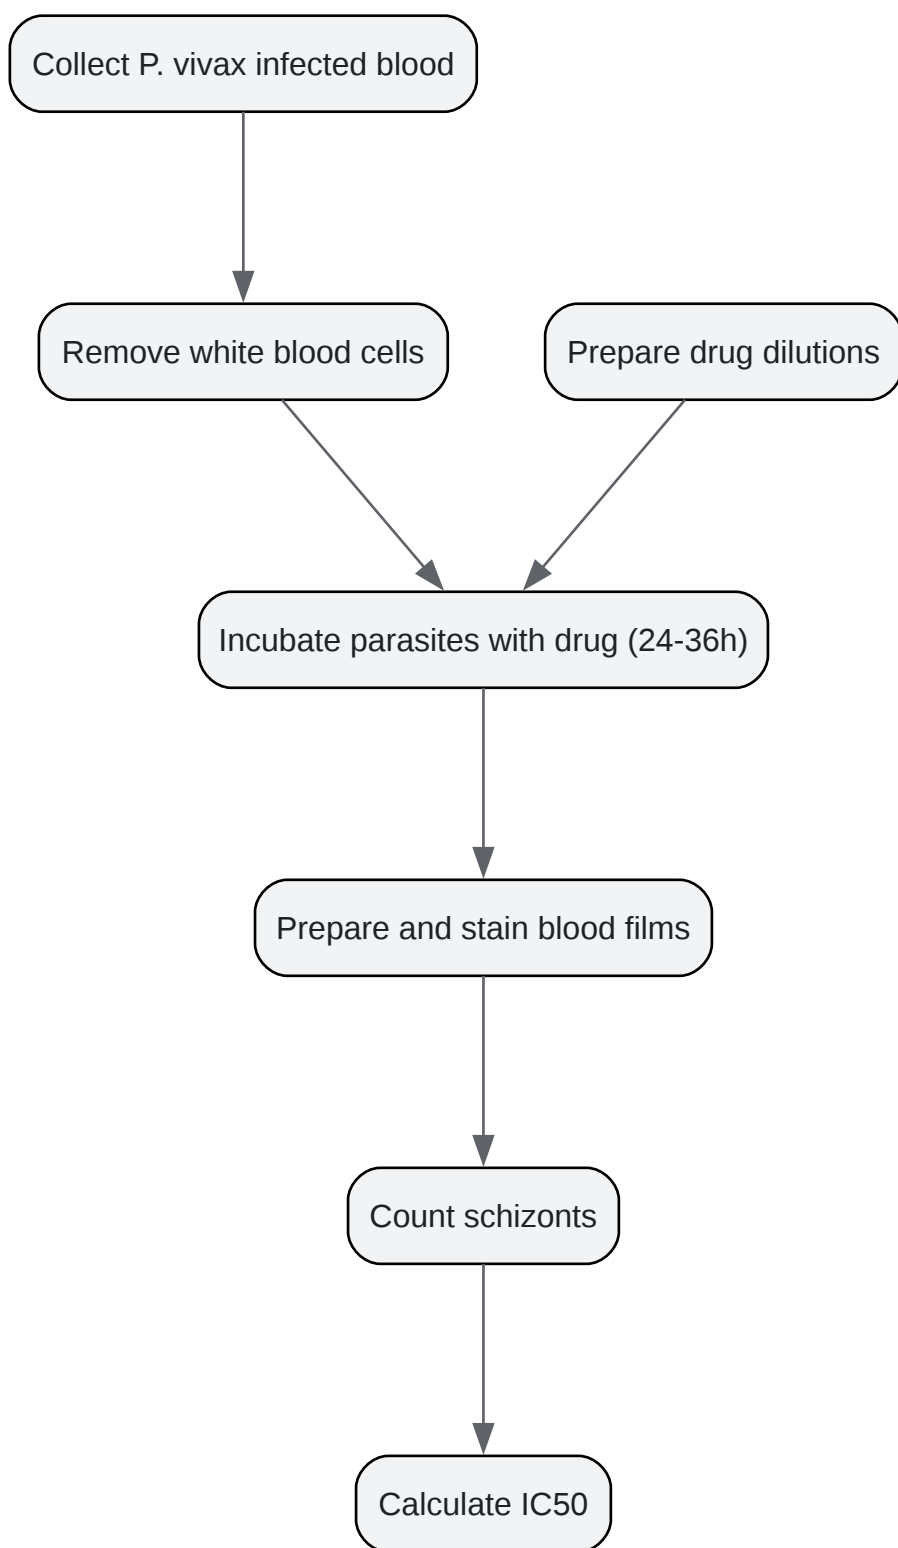 Collect P. vivax infected blood
Remove white blood cells
Prepare drug dilutions
Incubate parasites with drug (24-36h)
Prepare and stain blood films
Count schizonts
Calculate IC50